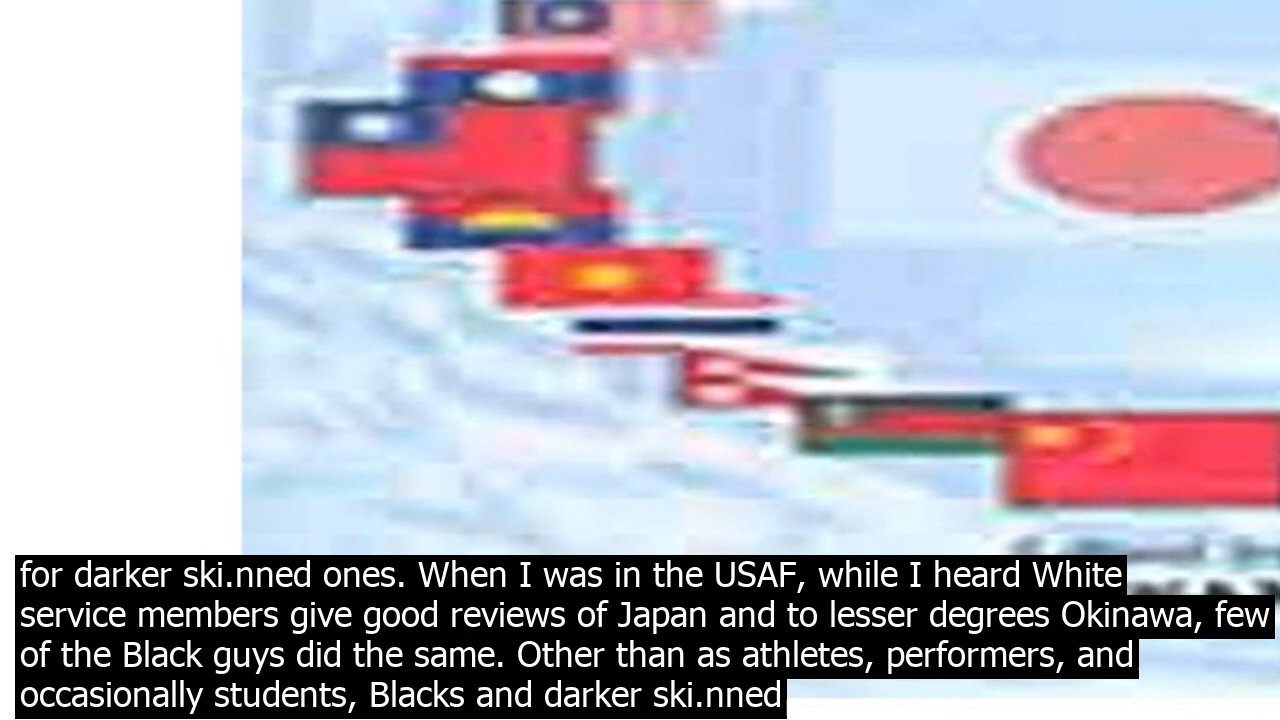 for darker ski.nned ones. When I was in the USAF, while I heard White
service members give good reviews of Japan and to lesser degrees Okinawa, few
of the Black guys did the same. Other than as athletes, performers, and
occasionally students, Blacks and darker ski.nned